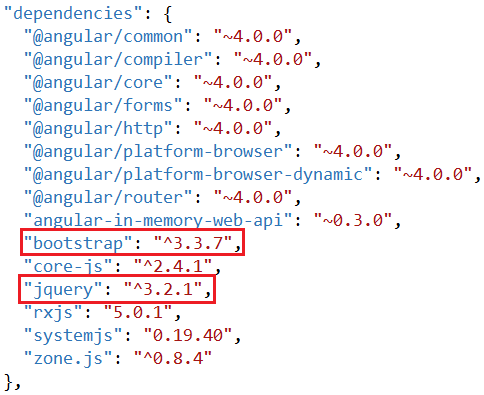 "dependencies": {
"@angular/common": "~4.0.0",
"@angular/compiler": "~4.0.0",
"@angular/core": "~4.0.0",
"@angular/forms": "~4.0.0",
"@angular/http": "~4.0.0",
"@angular/platform-browser": "~4.0.0",
"@angular/platform-browser-dynamic": "~4.0.0",
"@angular/router": "~4.0.0",
"angular-in-memory-web-api": "~0.3.0",
"bootstrap": "^3.3.7",
"core-js": "^2.4.1",
"jquery": "^3.2.1",
"rxjs": "5.0.1",
"systemjs": "0.19.40",
"zone.js": "^0.8.4"
},